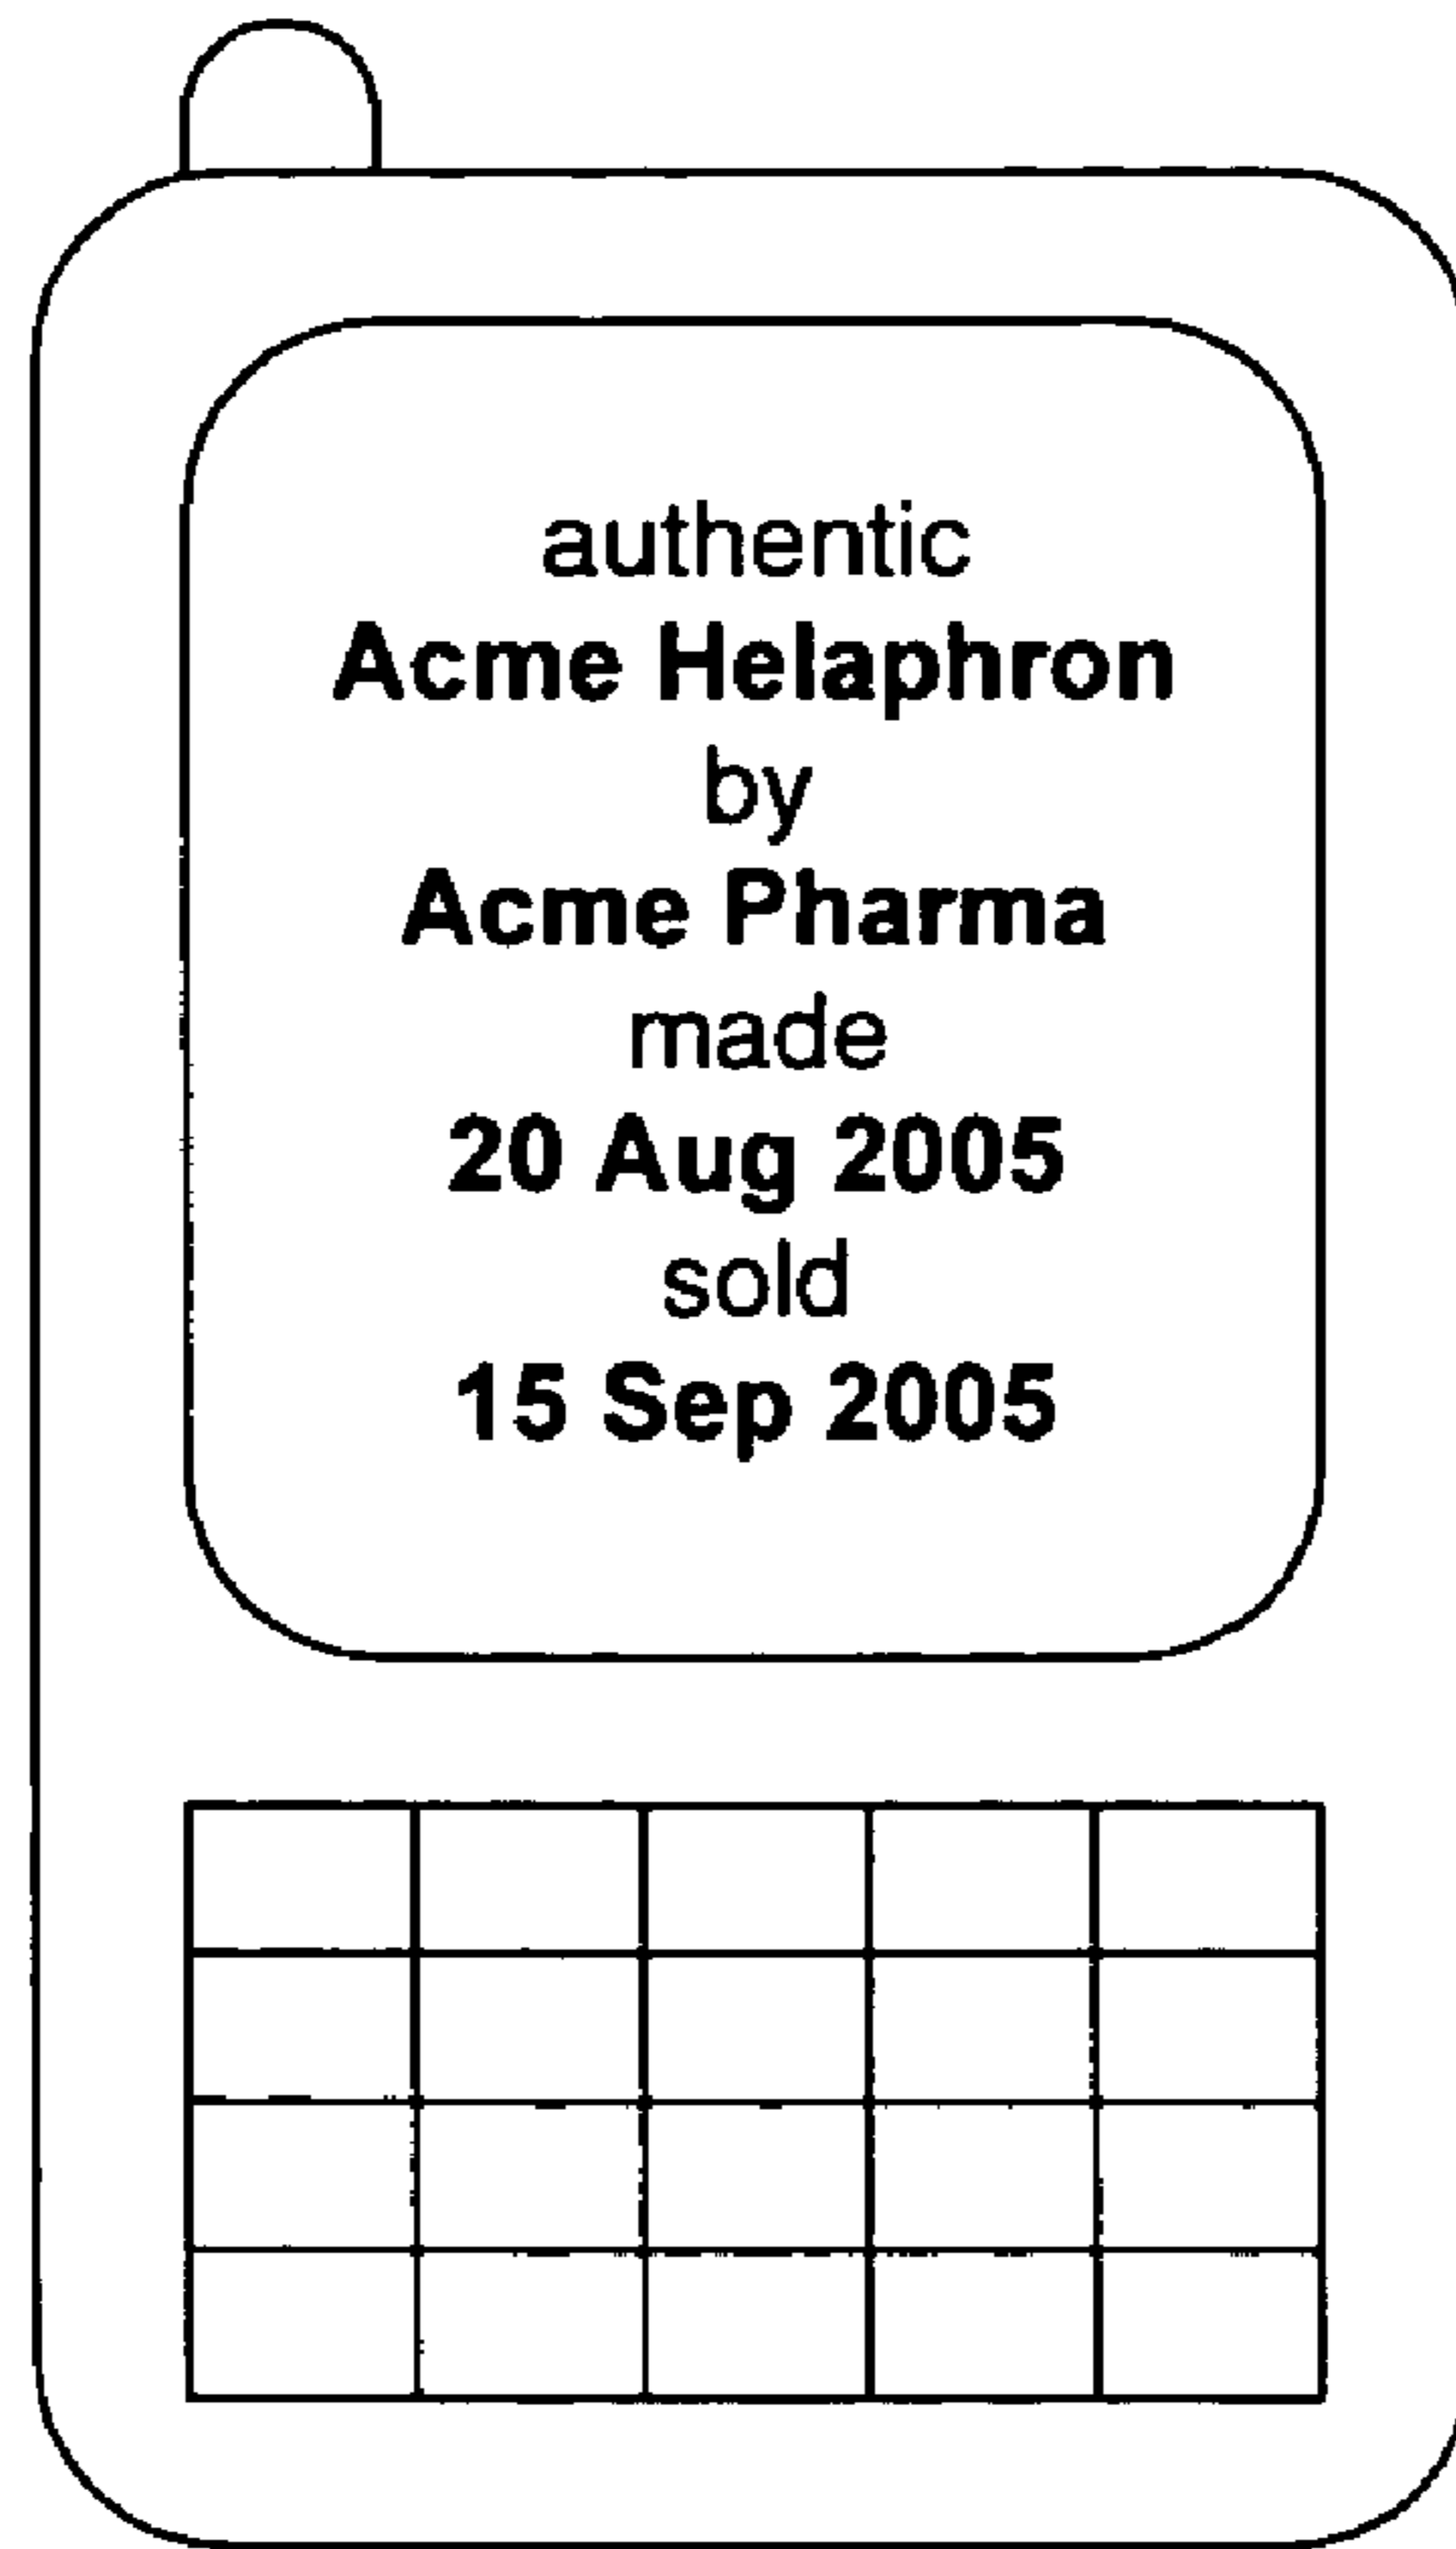 authentic
Acme Helaphron
by
Acme Pharma
made
20 Aug 2005
sold
15 Sep 2005